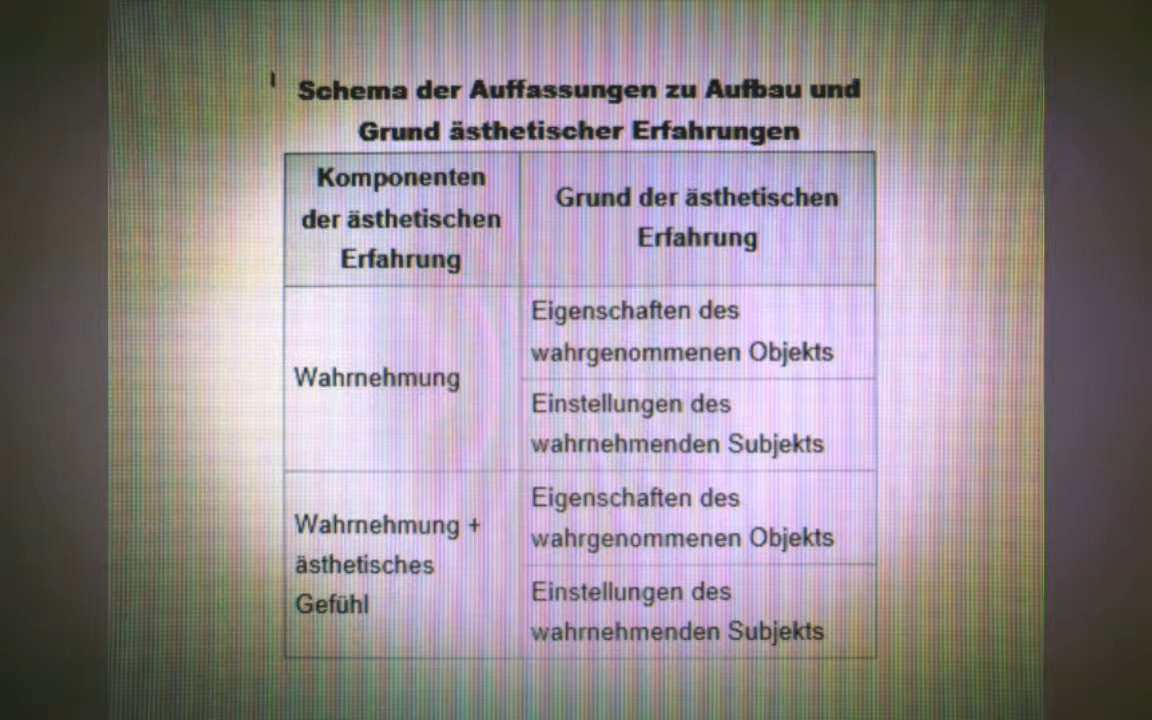 Schema der Auffassungen zu Aufbau und
Grund ästhetischer Erfahrungen
Komponenten
der ästhetischen
Erfahrung
Grund der ästhetischen
Erfahrung
Wahrnehmung
Eigenschaften des
wahrgenommenen Objekts
Einstellungen des
wahrnehmenden Subjekts
Wahrnehmung +
ästhetisches
Gefühl
Eigenschaften des
wahrgenommenen Objekts
Einstellungen des
wahrnehmenden Subjekts